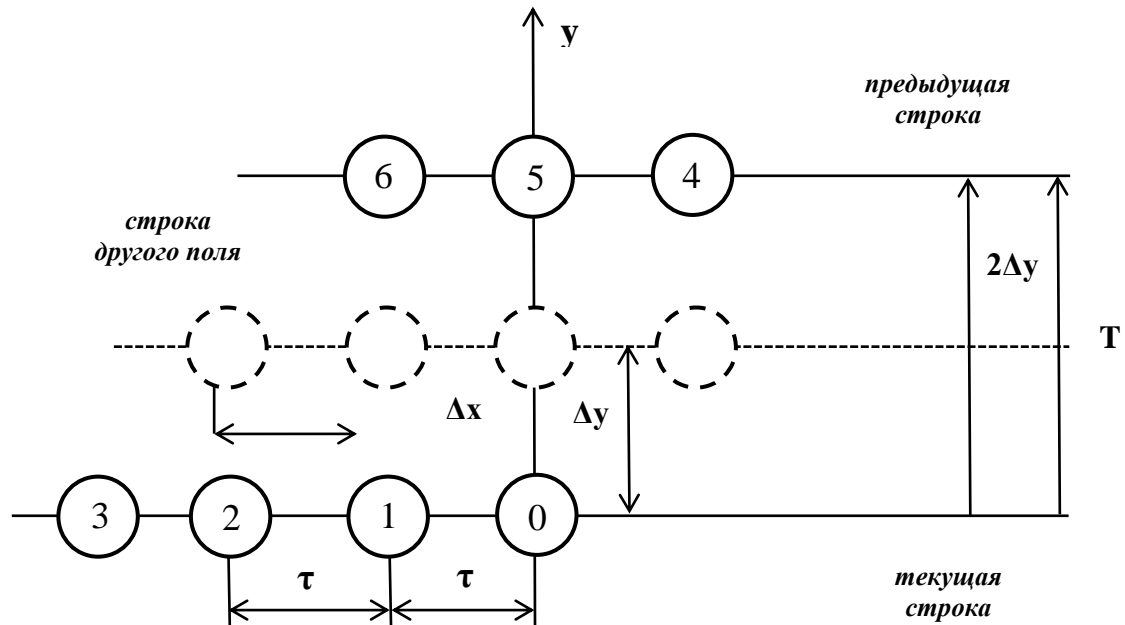 y
предыдущая
строка
6 5 4
строка
другого поля
2Δy
T
Δx Δy
3 2 1 0
τ τ
текущая
строка